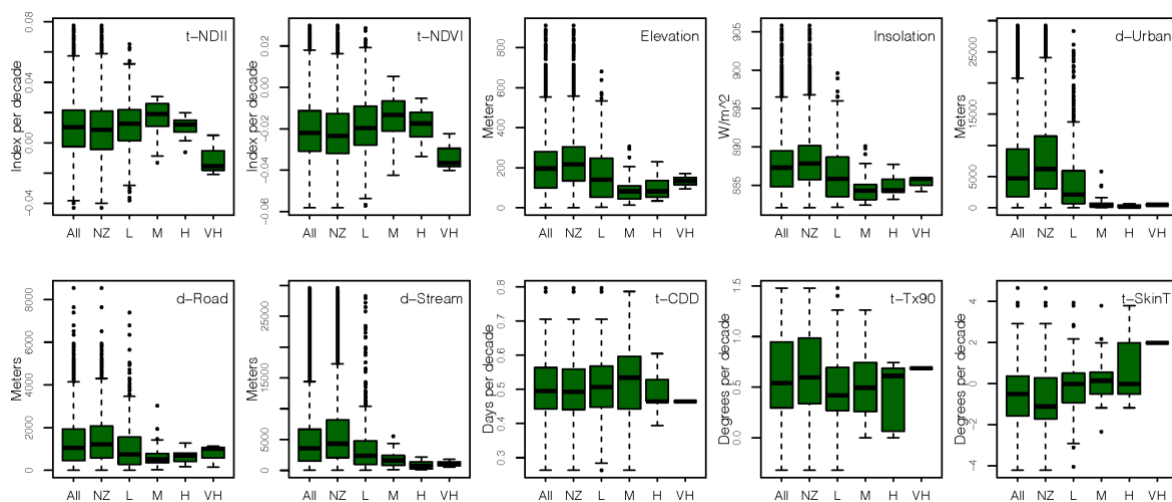 t-NDII
Index per decade
-0.04 0.00 0.04 0.08
All NZ L M H VH
t-NDVI
Index per decade
-0.06 -0.04 -0.02 0.00 0.02
All NZ L M H VH
Elevation
Meters
0 200 400 600 800
All NZ L M H VH
Insolation
W/m^2
885 890 895 900 905
All NZ L M H VH
d-Urban
Meters
0 5000 15000 25000
All NZ L M H VH
d-Road
Meters
0 2000 4000 6000 8000
All NZ L M H VH
d-Stream
Meters
0 5000 15000 25000
All NZ L M H VH
t-CDD
Days per decade
0.3 0.4 0.5 0.6 0.7 0.8
All NZ L M H VH
t-Tx90
Degrees per decade
0.0 0.5 1.0 1.5
All NZ L M H VH
t-SkinT
Degrees per decade
-4 -2 0 2 4
All NZ L M H VH